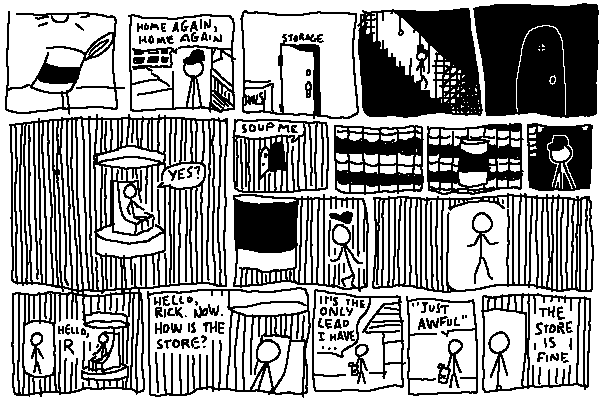 HOME AGAIN,
HOME AGAIN
STORAGE
YES?
SOUP ME
HELLO,
R
HELLO,
RICK. NOW.
HOW IS THE
STORE?
IT'S THE
ONLY
LEAD
I HAVE
...
"JUST
AWFUL"
THE
STORE
IS
FINE